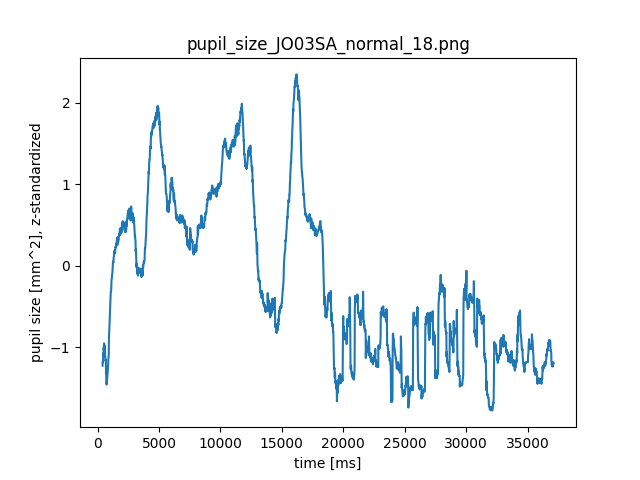 pupil_size_JO03SA_normal_18.png
pupil size [mm^2], z-standardized
2
1
0
−1
0 5000 10000 15000 20000 25000 30000 35000
time [ms]